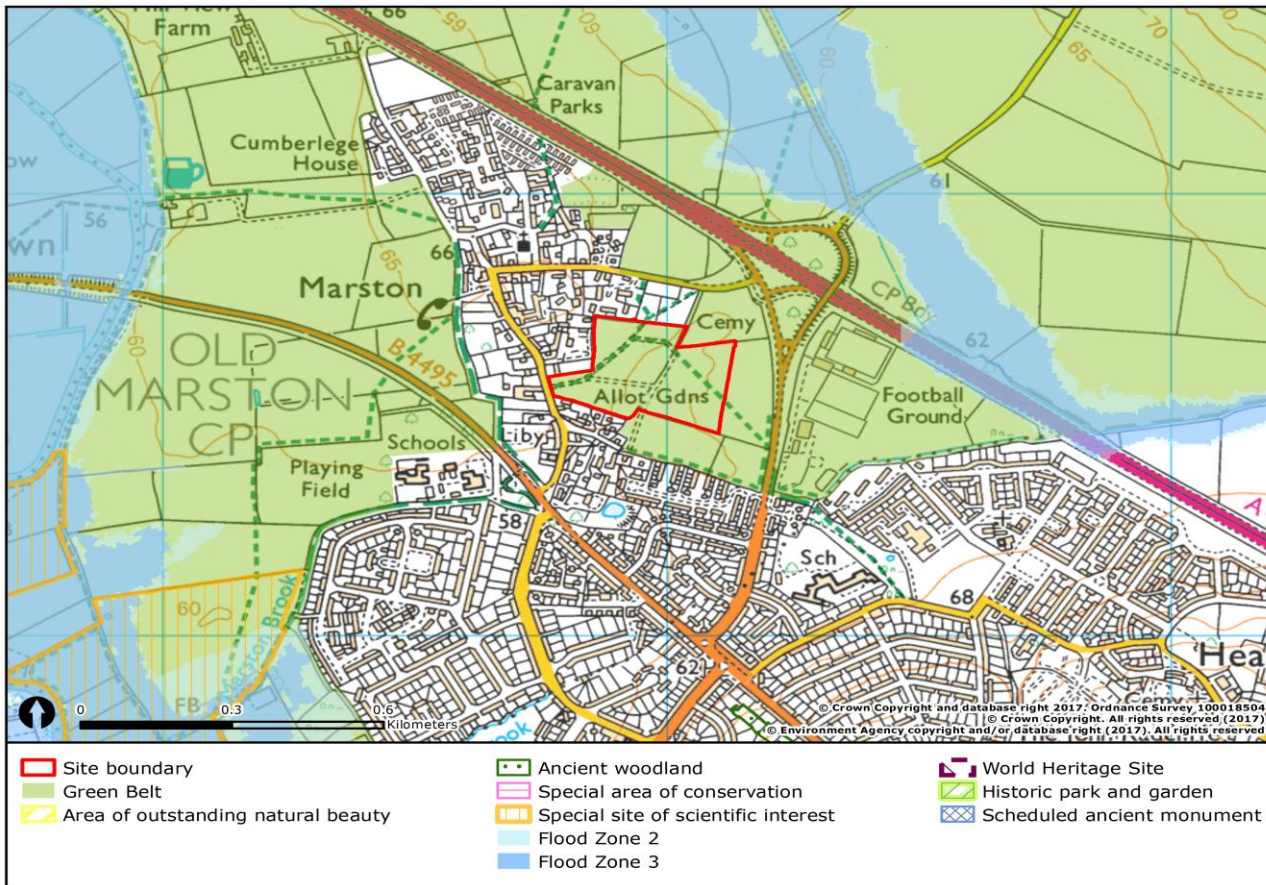 66
65
60
70
65
Farm
Caravan
Parks
Cumberlege
House
60
61
56
66
65
Marston
CP Bdy
62
Cemy
60
B 4495
OLD
MARSTON
CP
Allot Gdns
Football
Ground
Schools
Liby
Playing
Field
58
A
Sch
68
60
Marston Brook
62
'Hea
FB
0
0.3
0.6
Kilometers
© Crown Copyright and database right 2017. Ordnance Survey 100018504
© Crown Copyright. All rights reserved (2017)
© Environment Agency copyright and/or database right (2017). All rights reserved
Site boundary
Green Belt
Area of outstanding natural beauty
Ancient woodland
Special area of conservation
Special site of scientific interest
Flood Zone 2
Flood Zone 3
World Heritage Site
Historic park and garden
Scheduled ancient monument